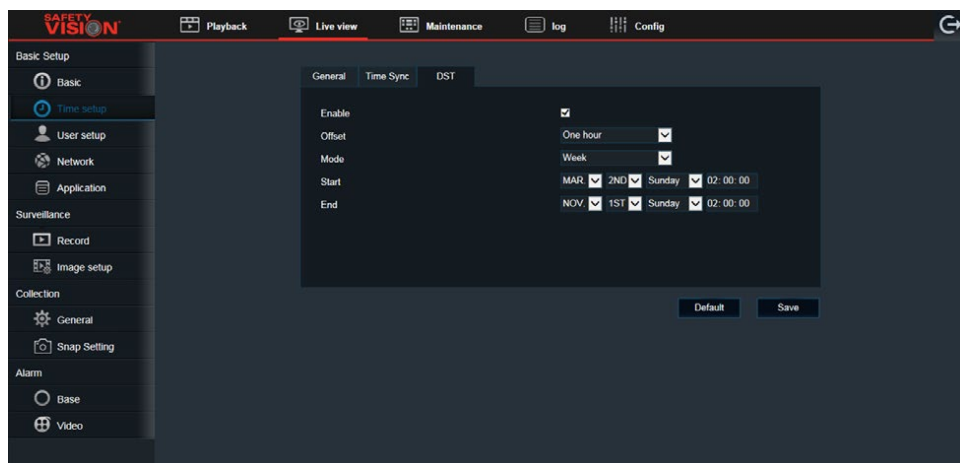 SAFETY VISION
Playback
Live view
Maintenance
log
Config
Basic Setup
Basic
Time setup
User setup
Network
Application
Surveillance
Record
Image setup
Collection
General
Snap Setting
Alarm
Base
Video
General Time Sync DST
Enable
Offset One hour
Mode Week
Start MAR. 2ND Sunday 02: 00: 00
End NOV. 1ST Sunday 02: 00: 00
Default Save